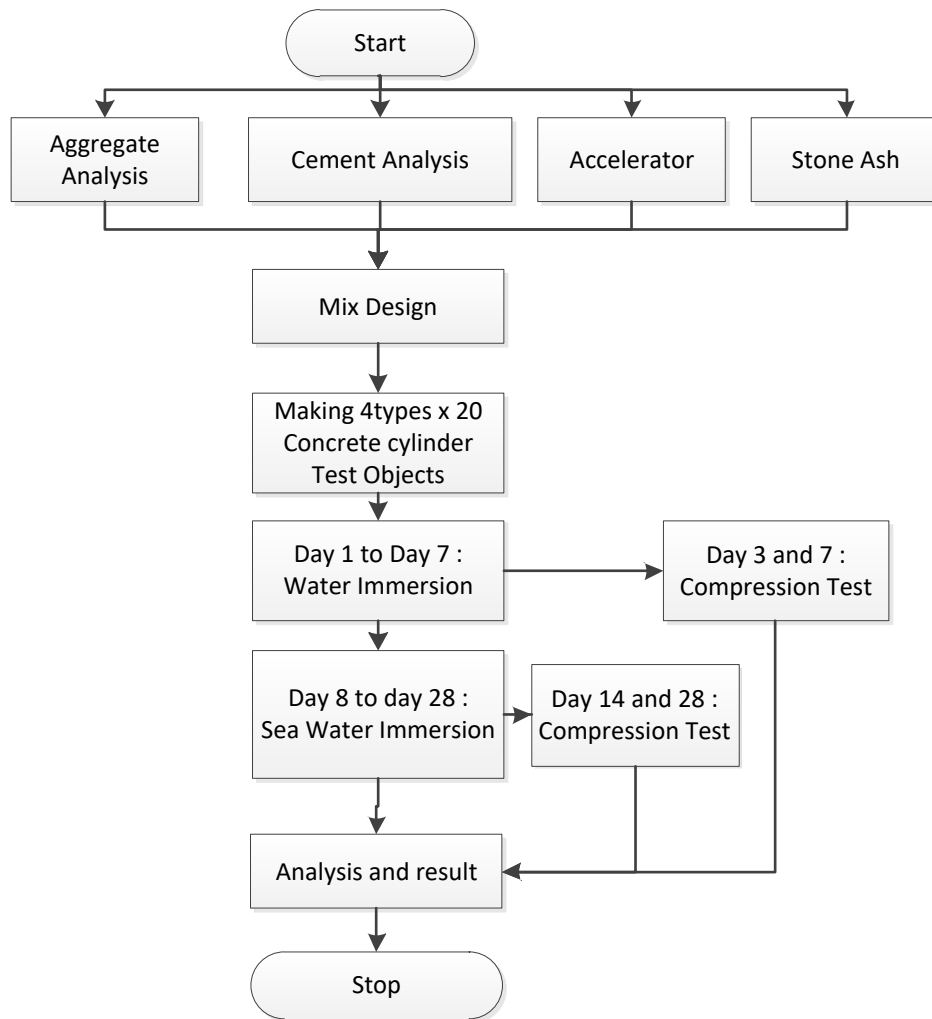 Start
Aggregate
Analysis
Cement Analysis
Accelerator
Stone Ash
Mix Design
Making 4types x 20
Concrete cylinder
Test Objects
Day 1 to Day 7 :
Water Immersion
Day 3 and 7 :
Compression Test
Day 8 to day 28 :
Sea Water Immersion
Day 14 and 28 :
Compression Test
Analysis and result
Stop